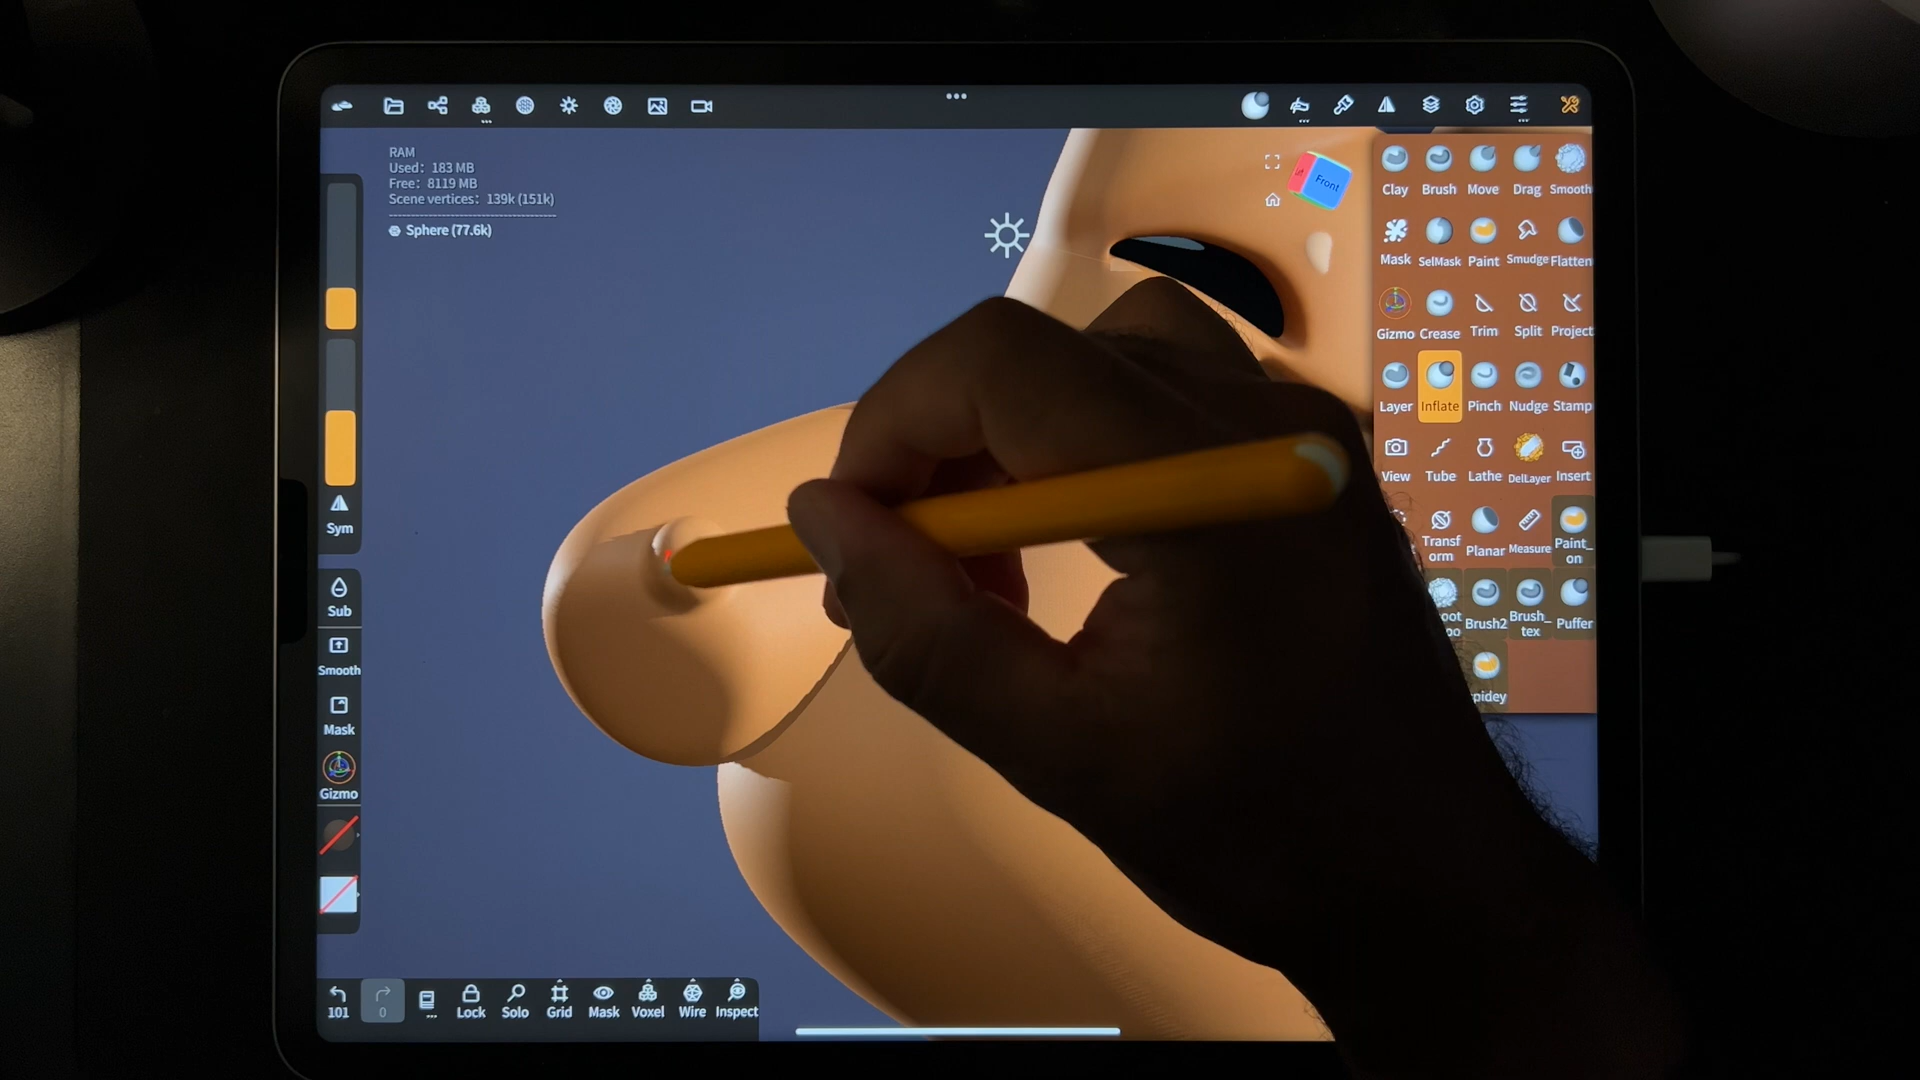 RAM
Used: 183 MB
Free: 8119 MB
Scene vertices: 139k (151k)
Sphere (77.6k)
Front
Clay Brush Move Drag Smooth
Mask SelMask Paint Smudge Flatten
Gizmo Crease Trim Split Project
Layer Inflate Pinch Nudge Stamp
View Tube Lathe DelLayer Insert
Transf
orm Planar Measure Paint_
on
oot
oo Brush2 Brush_
tex Puffer
pidey
Sym
Sub
Smooth
Mask
Gizmo
101 0 Lock Solo Grid Mask Voxel Wire Inspect